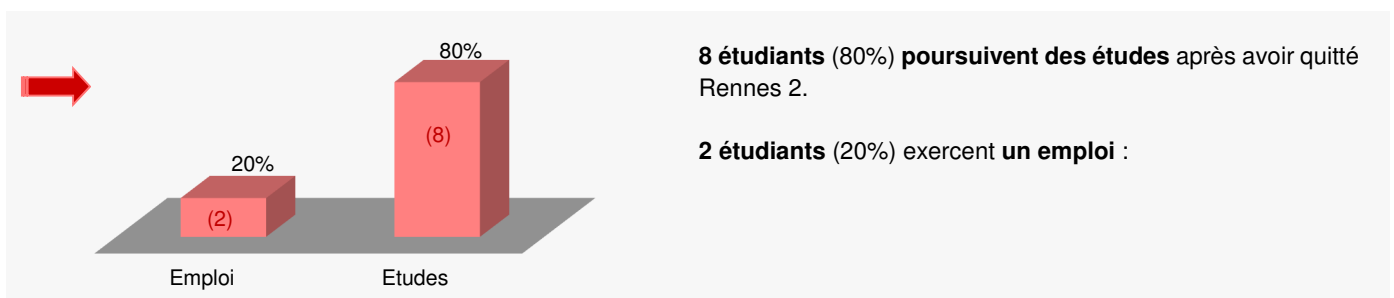 80%
(8)
20%
(2)
Emploi
Etudes
8 étudiants (80%) poursuivent des études après avoir quitté
Rennes 2.
2 étudiants (20%) exercent un emploi :